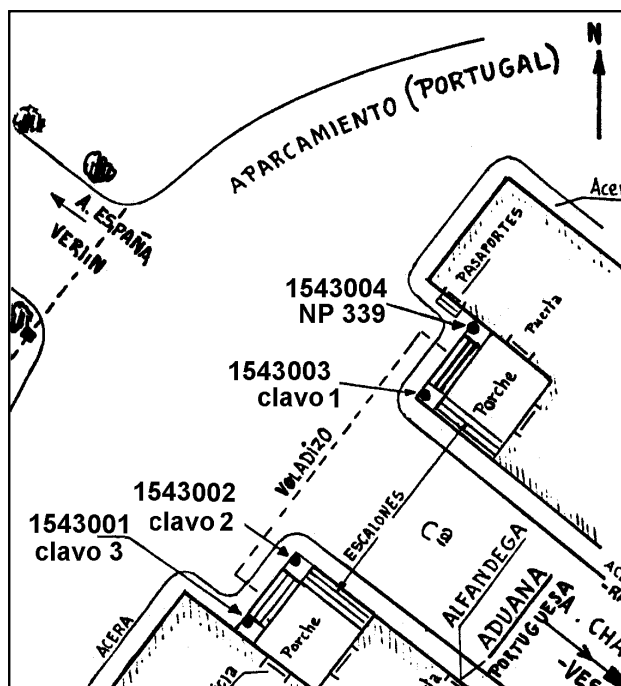 N
APARCAMIENTO (PORTUGAL)
A. ESPAÑA
VERIN
PASAPORTES
1543004
NP 339
Puerta
1543003
clavo 1
Porche
VOLADIZO
1543002
clavo 2
ESCALONES
1543001
clavo 3
ALFANDEGA
ADUANA
PORTUGUESA
ACERA
Porche